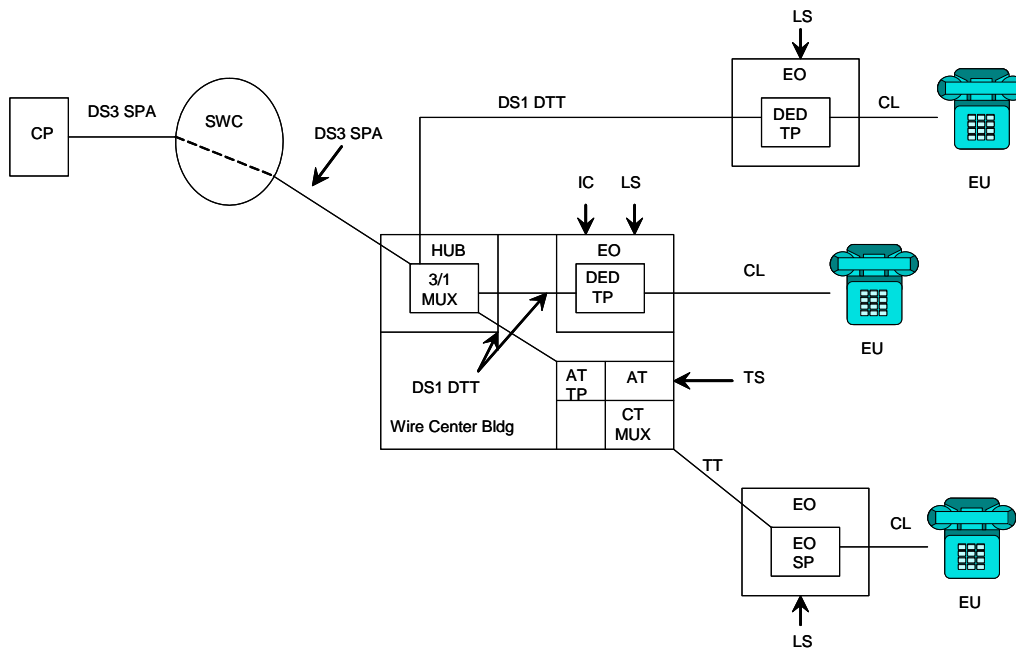 LS
EO
DS1 DTT
DED
TP
CL
EU
DS3 SPA
CP
SWC
DS3 SPA
IC
LS
HUB
EO
3/1
MUX
DED
TP
CL
EU
DS1 DTT
AT
TP
AT
TS
Wire Center Bldg
CT
MUX
TT
EO
EO
SP
CL
EU
LS